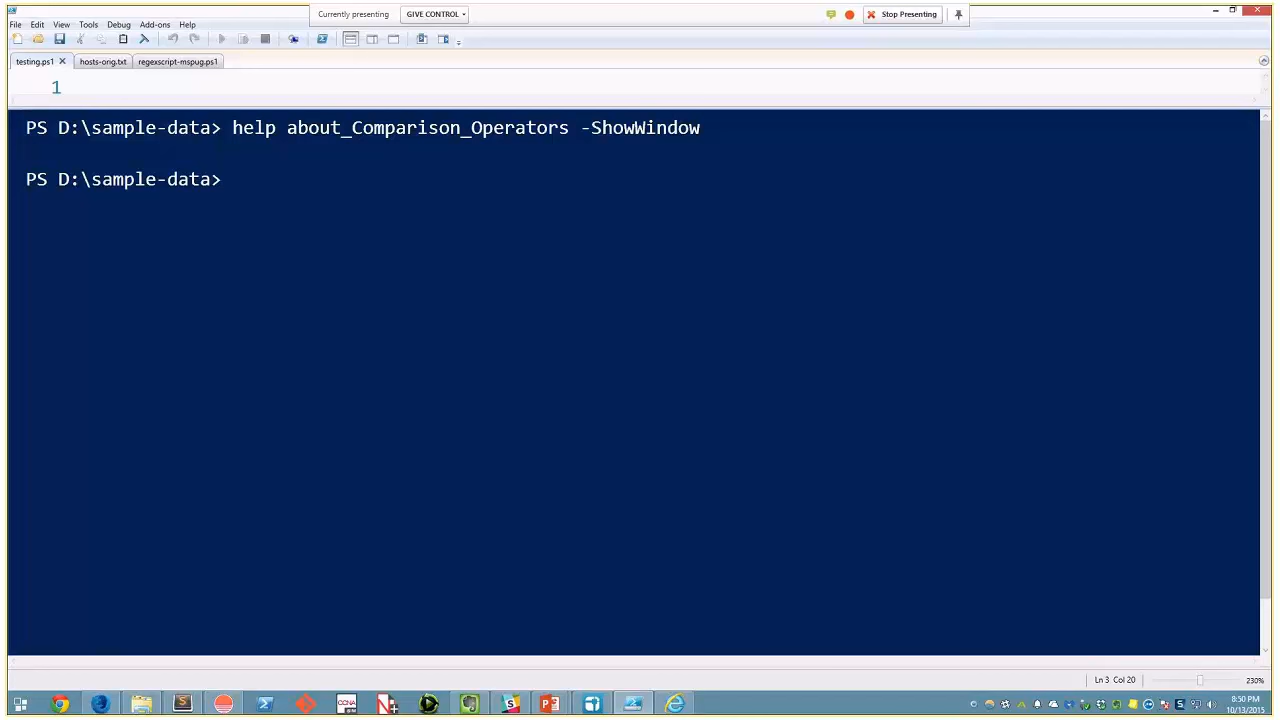 Currently presenting GIVE CONTROL Stop Presenting
File Edit View Tools Debug Add-ons Help
testing.ps1 hosts-orig.txt regexscript-mspug.ps1
1
PS D:\sample-data> help about_Comparison_Operators -ShowWindow
PS D:\sample-data>
Ln 3 Col 20 230%
CCNA
8:50 PM
10/13/2015